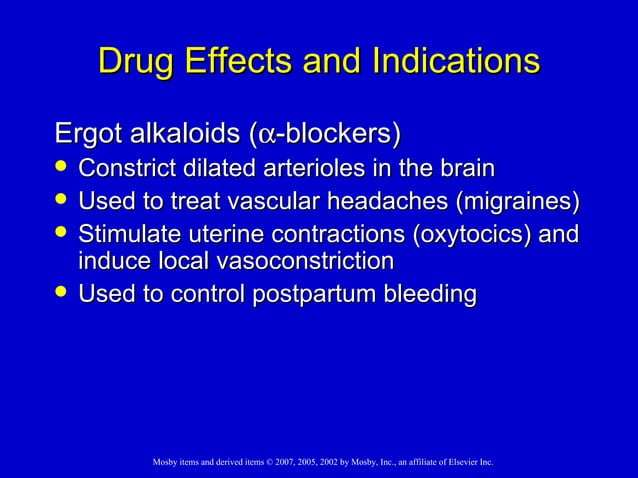 Drug Effects and Indications
Ergot alkaloids (α-blockers)
• Constrict dilated arterioles in the brain
• Used to treat vascular headaches (migraines)
• Stimulate uterine contractions (oxytocics) and
induce local vasoconstriction
• Used to control postpartum bleeding
Mosby items and derived items © 2007, 2005, 2002 by Mosby, Inc., an affiliate of Elsevier Inc.